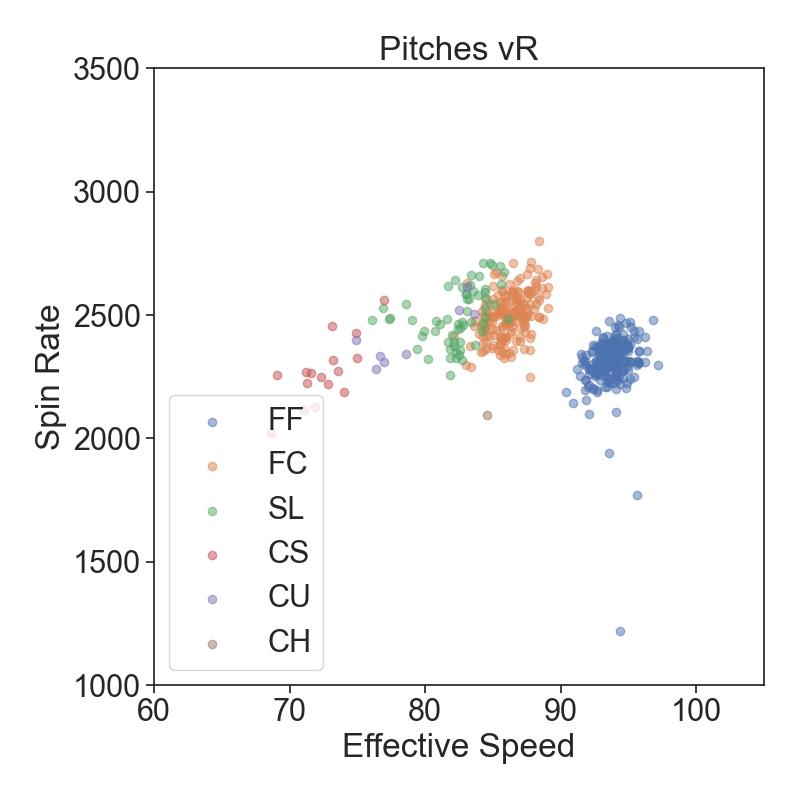 Pitches vR
3500
3000
2500
2000
1500
1000
Spin Rate
FF
FC
SL
CS
CU
CH
60 70 80 90 100
Effective Speed